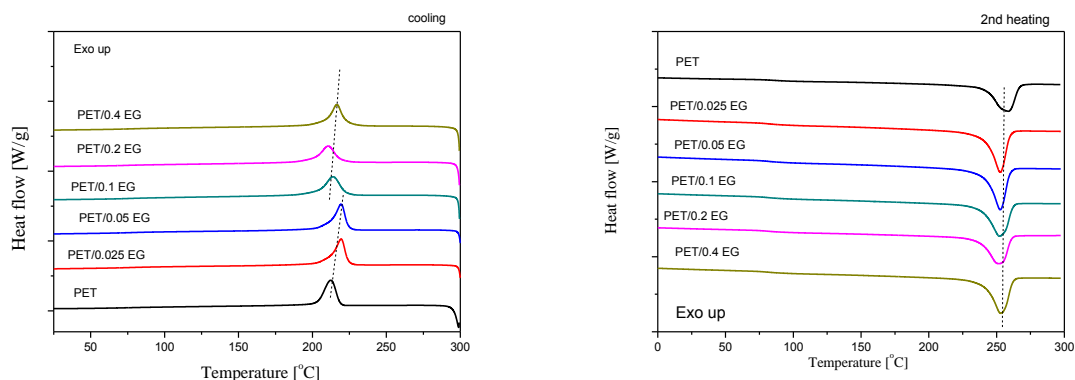 cooling
Exo up
PET/0.4 EG
PET/0.2 EG
PET/0.1 EG
PET/0.05 EG
PET/0.025 EG
PET
Heat flow [W/g]
50 100 150 200 250 300
Temperature [°C]
2nd heating
PET
PET/0.025 EG
PET/0.05 EG
PET/0.1 EG
PET/0.2 EG
PET/0.4 EG
Exo up
Heat flow [W/g]
0 50 100 150 200 250 300
Temperature [°C]